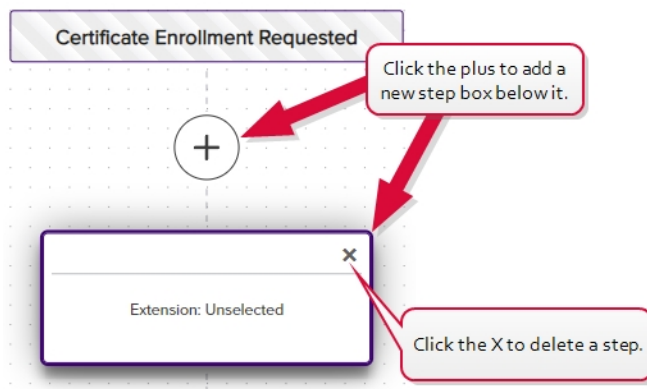 Certificate Enrollment Requested
Click the plus to add a
new step box below it.
Extension: Unselected
Click the X to delete a step.